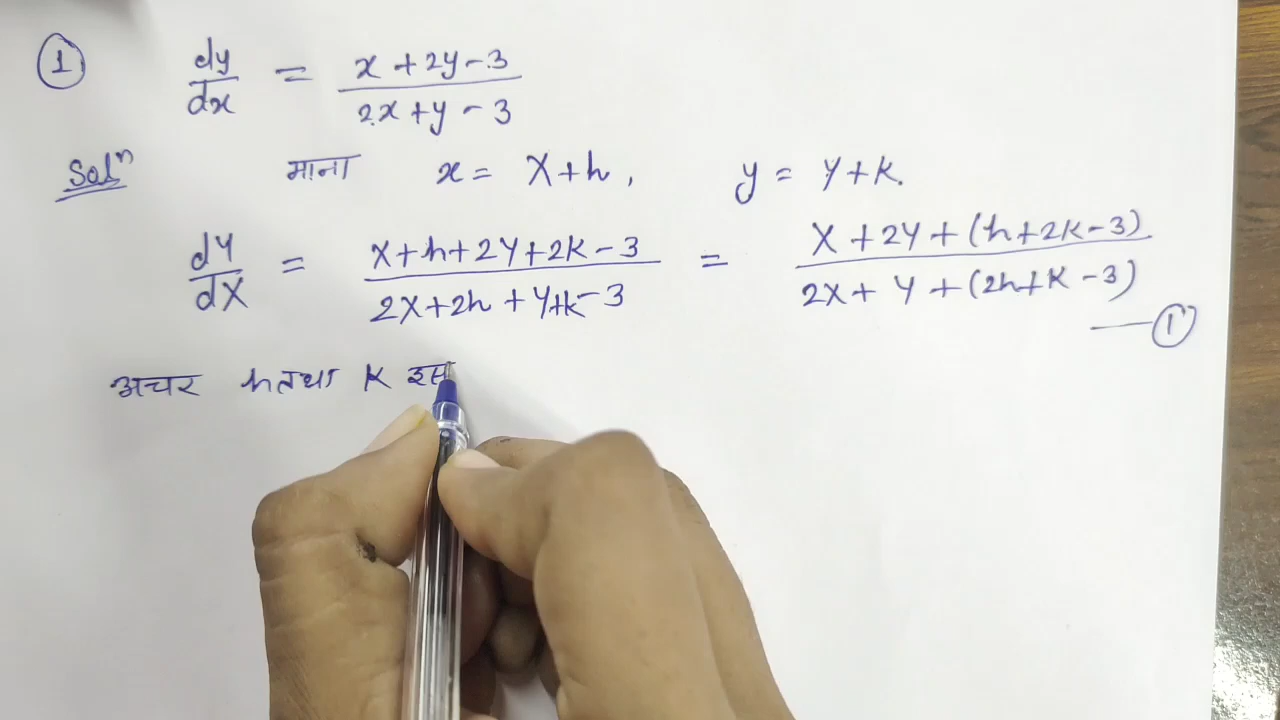 ① dy/dx = (x + 2y - 3)/(2x + y - 3)
Solⁿ माना x = X + h, y = Y + k.
dY/dX = (X + h + 2Y + 2k - 3)/(2X + 2h + Y + k - 3) = (X + 2Y + (h + 2k - 3))/(2X + Y + (2h + k - 3)) — ①
अचर h तथा k